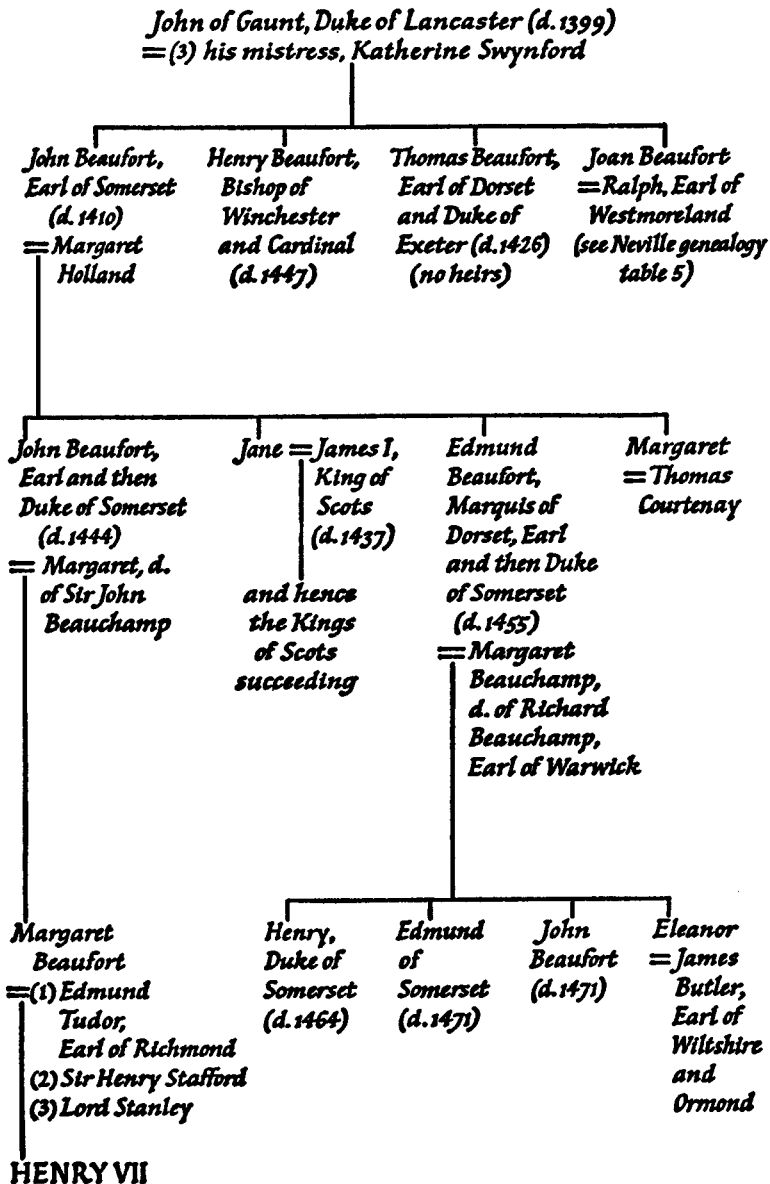 John of Gaunt, Duke of Lancaster (d. 1399)
= (3) his mistress, Katherine Swynford
John Beaufort,
Earl of Somerset
(d. 1410)
= Margaret
Holland
Henry Beaufort,
Bishop of
Winchester
and Cardinal
(d. 1447)
Thomas Beaufort,
Earl of Dorset
and Duke of
Exeter (d. 1426)
(no heirs)
Joan Beaufort
= Ralph, Earl of
Westmoreland
(see Neville genealogy
table 5)
John Beaufort,
Earl and then
Duke of Somerset
(d. 1444)
= Margaret, d.
of Sir John
Beauchamp
Jane = James I,
King of
Scots
(d. 1437)
and hence
the Kings
of Scots
succeeding
Edmund
Beaufort,
Marquis of
Dorset, Earl
and then Duke
of Somerset
(d. 1455)
= Margaret
Beauchamp,
d. of Richard
Beauchamp,
Earl of Warwick
Margaret
= Thomas
Courtenay
Margaret
Beaufort
= (1) Edmund
Tudor,
Earl of Richmond
(2) Sir Henry Stafford
(3) Lord Stanley
HENRY VII
Henry,
Duke of
Somerset
(d. 1464)
Edmund
of
Somerset
(d. 1471)
John
Beaufort
(d. 1471)
Eleanor
= James
Butler,
Earl of
Wiltshire
and
Ormond